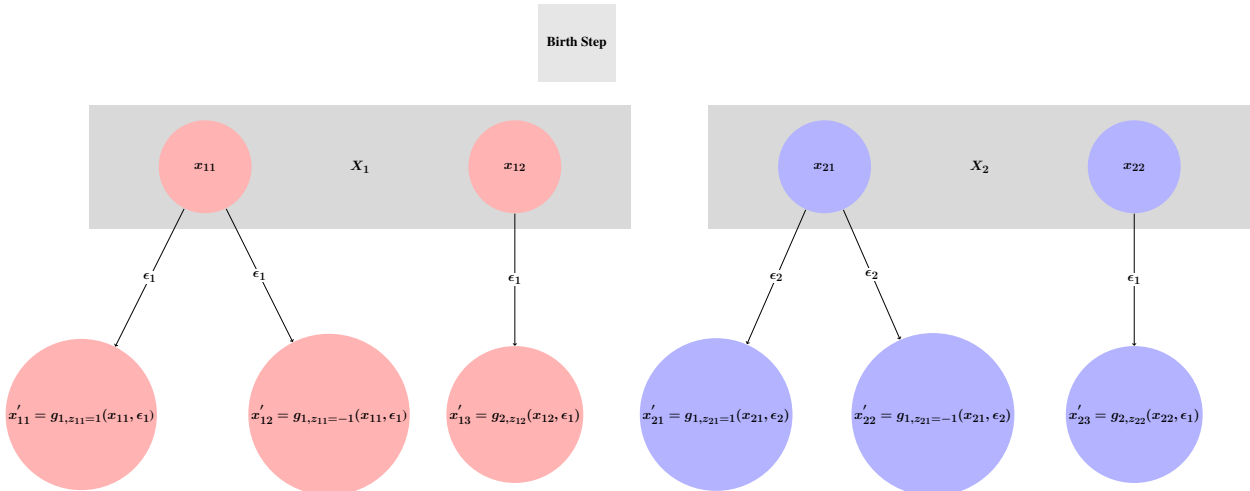 Birth Step
x₁₁ X₁ x₁₂ x₂₁ X₂ x₂₂
ϵ₁ ϵ₁ ϵ₁ ϵ₂ ϵ₂ ϵ₁
x′₁₁ = g₁,z₁₁=1(x₁₁, ϵ₁) x′₁₂ = g₁,z₁₁=−1(x₁₁, ϵ₁) x′₁₃ = g₂,z₁₂(x₁₂, ϵ₁) x′₂₁ = g₁,z₂₁=1(x₂₁, ϵ₂) x′₂₂ = g₁,z₂₁=−1(x₂₁, ϵ₂) x′₂₃ = g₂,z₂₂(x₂₂, ϵ₁)